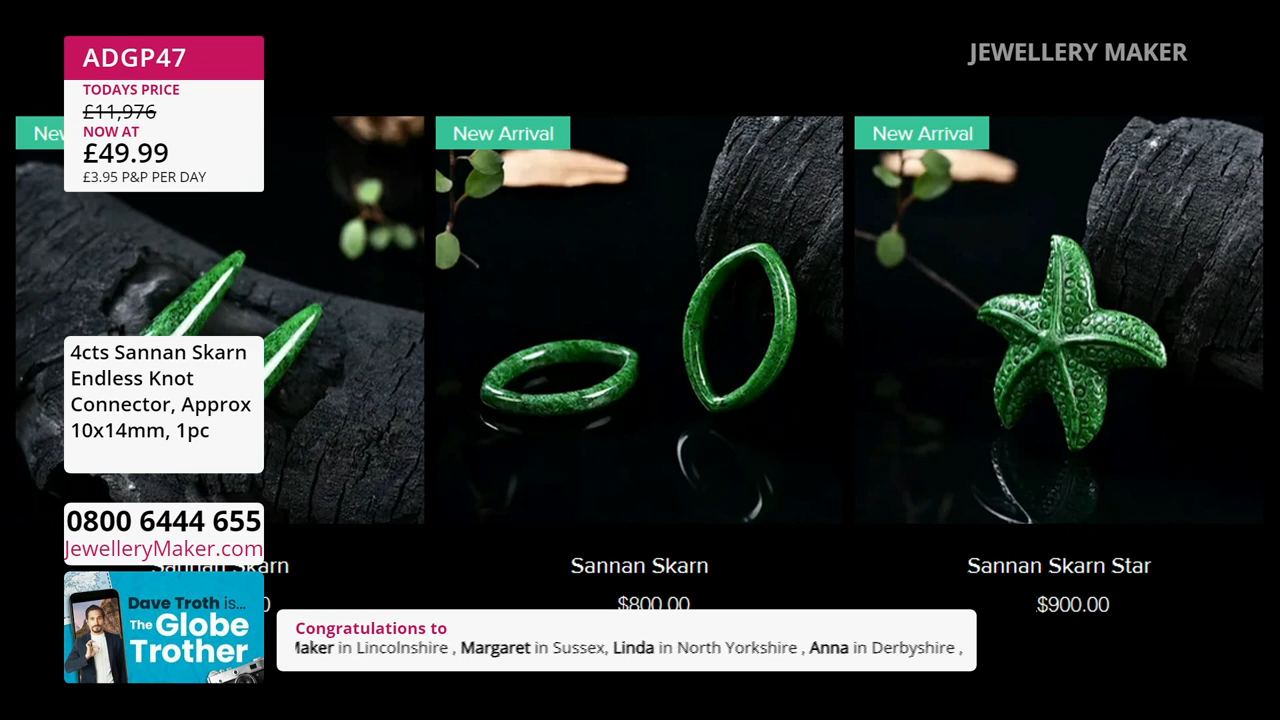 ADGP47
TODAYS PRICE
£11,976
NOW AT
£49.99
£3.95 P&P PER DAY
JEWELLERY MAKER
New Arrival
New Arrival
4cts Sannan Skarn
Endless Knot
Connector, Approx
10x14mm, 1pc
0800 6444 655
JewelleryMaker.com
Sannan Skarn
Sannan Skarn
$800.00
Sannan Skarn Star
$900.00
Dave Troth is...
The Globe
Trother
Congratulations to
Maker in Lincolnshire , Margaret in Sussex, Linda in North Yorkshire , Anna in Derbyshire ,